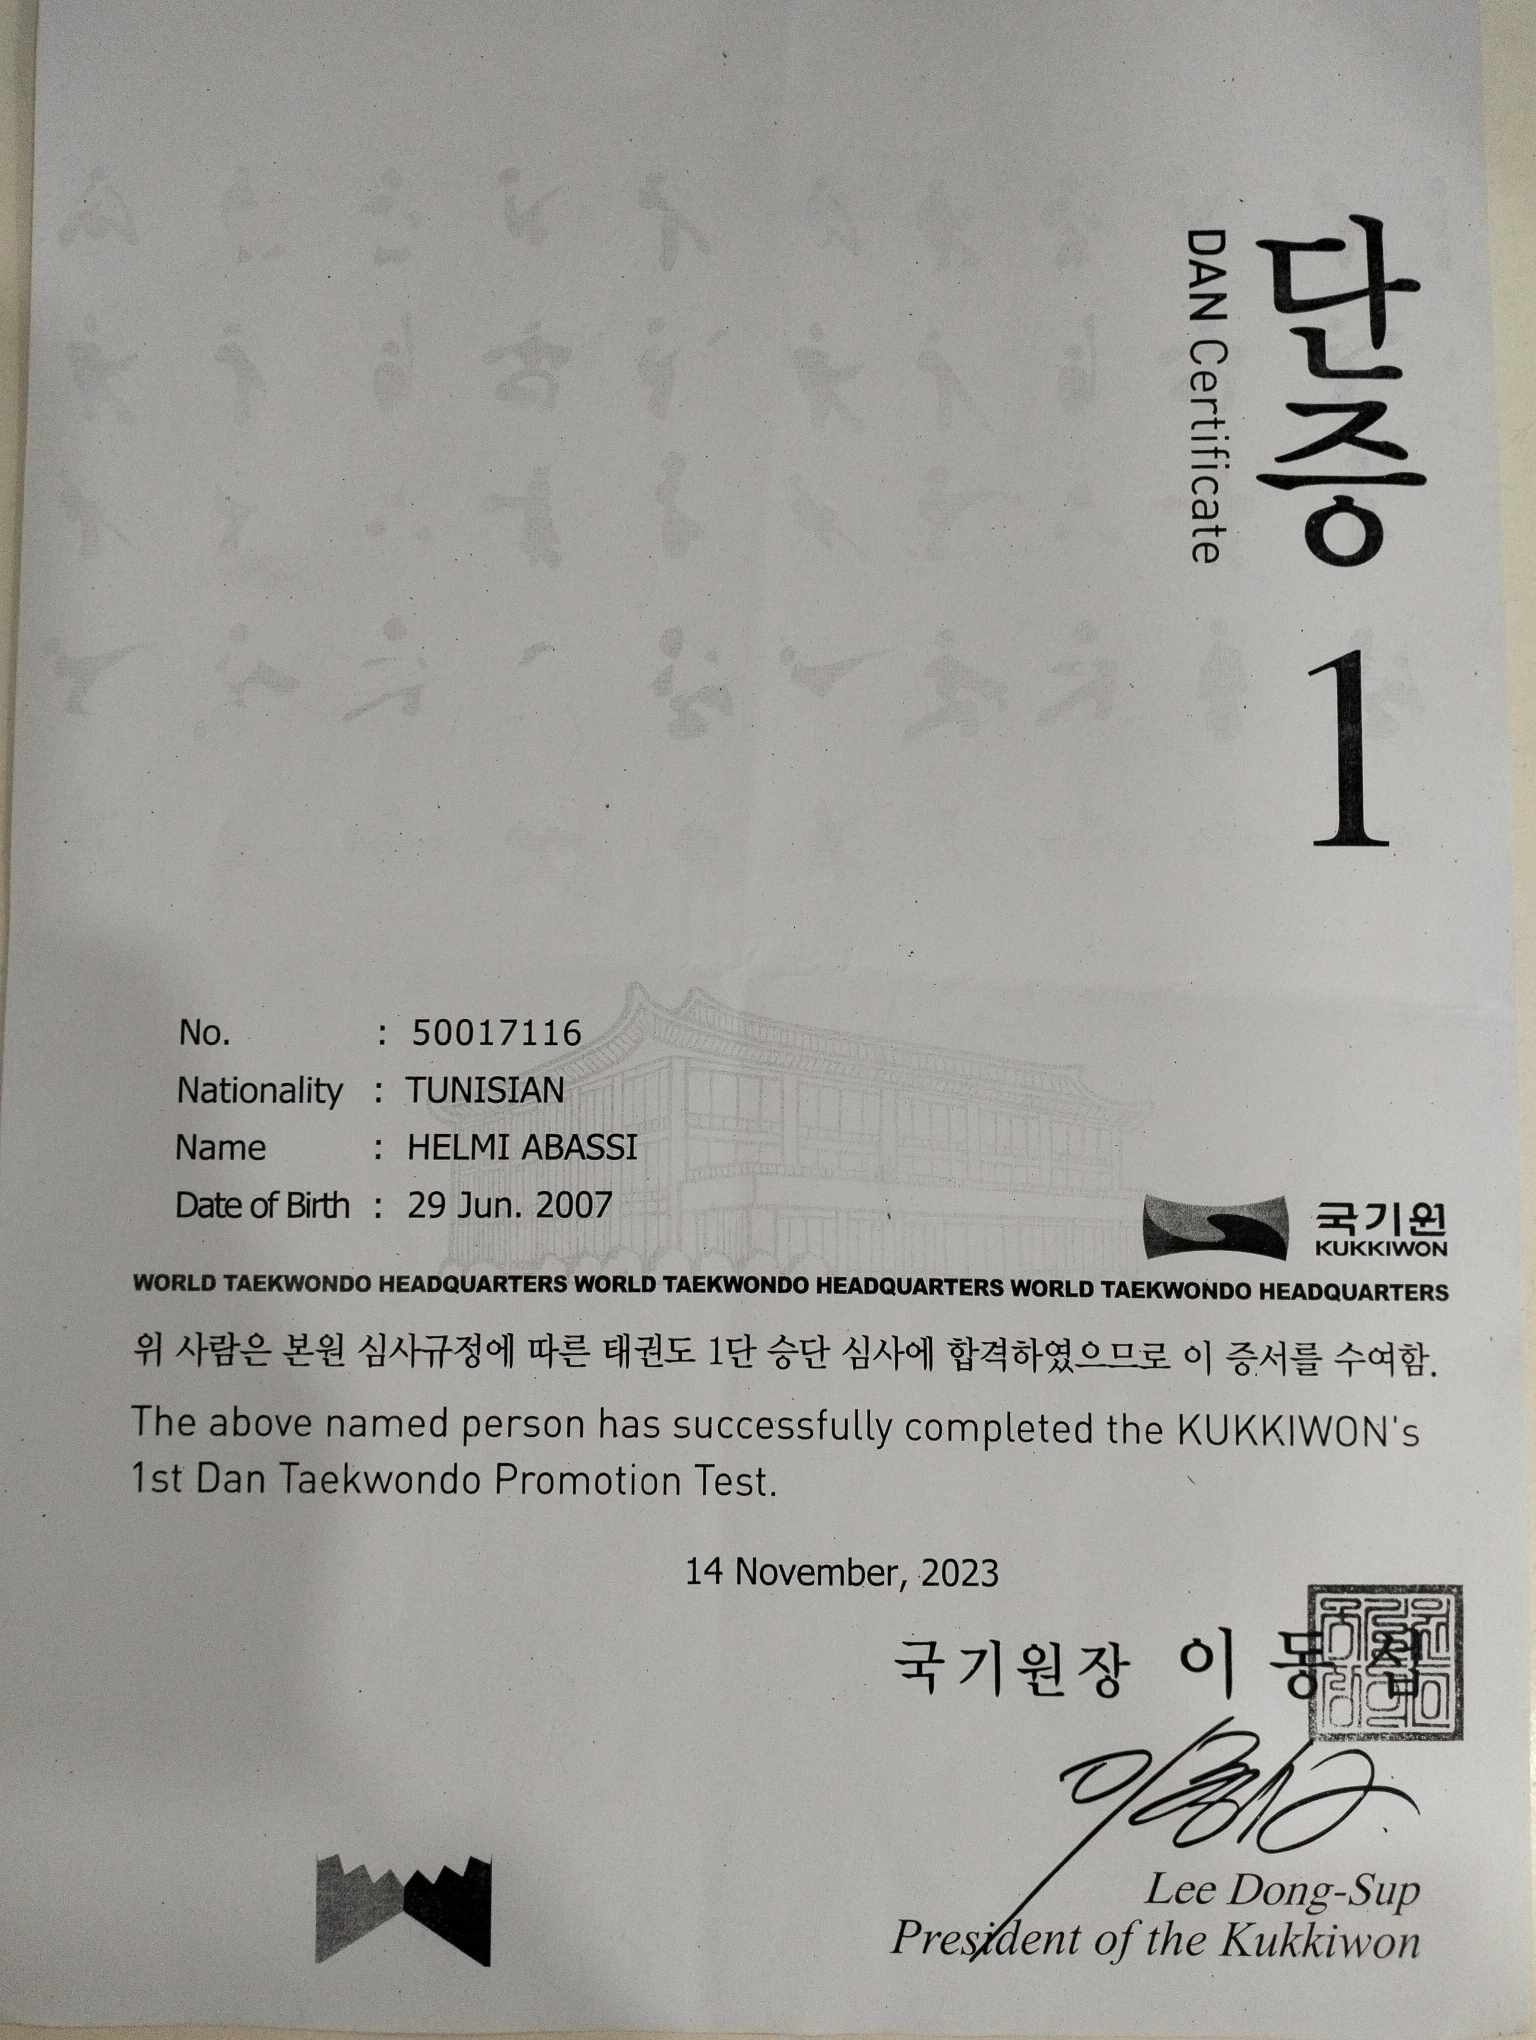 단증
DAN Certificate
1
No. : 50017116
Nationality : TUNISIAN
Name : HELMI ABASSI
Date of Birth : 29 Jun. 2007
국기원
KUKKIWON
WORLD TAEKWONDO HEADQUARTERS WORLD TAEKWONDO HEADQUARTERS WORLD TAEKWONDO HEADQUARTERS
위 사람은 본원 심사규정에 따른 태권도 1단 승단 심사에 합격하였으므로 이 증서를 수여함.
The above named person has successfully completed the KUKKIWON's
1st Dan Taekwondo Promotion Test.
14 November, 2023
국기원장 이동섭
Lee Dong-Sup
President of the Kukkiwon